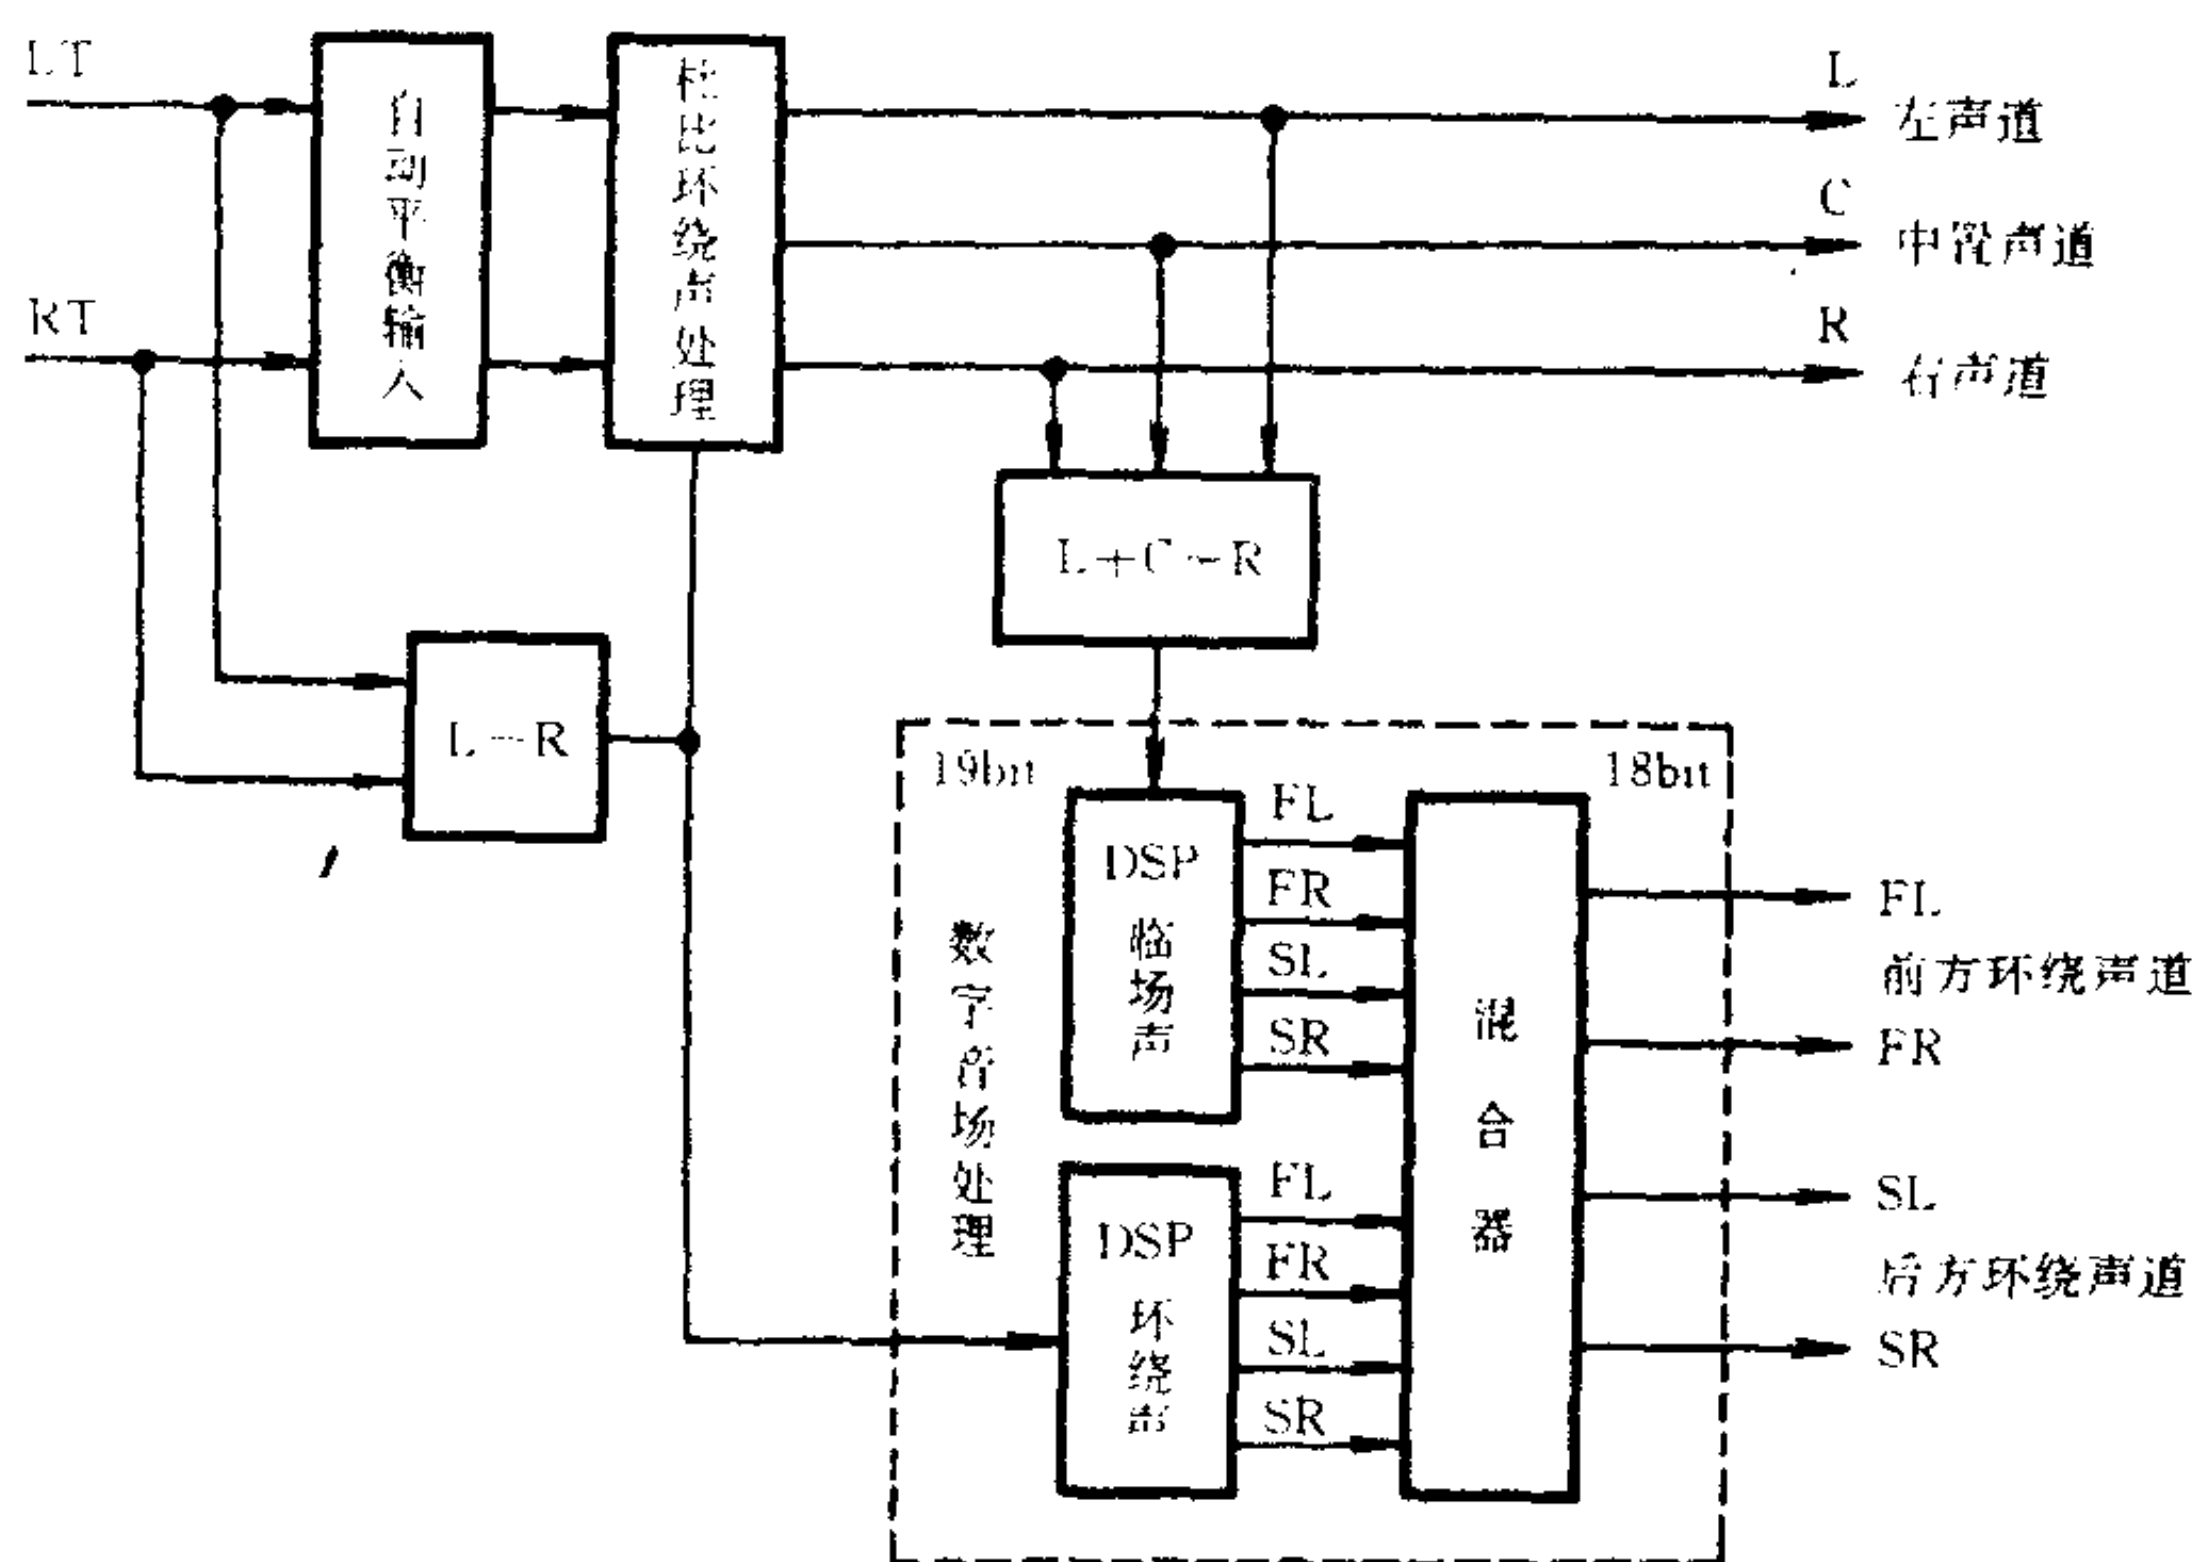 LT
RT
自动平衡输入
杜比环绕声处理
L
左声道
C
中置声道
R
右声道
L+C-R
L-R
19bit
18bit
数字音场处理
DSP
临场声
FL
FR
SL
SR
DSP
环绕声
FL
FR
SL
SR
混合器
FL
前方环绕声道
FR
SL
后方环绕声道
SR